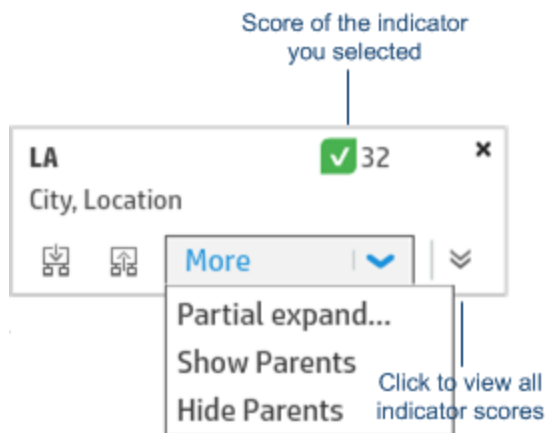 Score of the indicator
you selected
LA
32
City, Location
More
Partial expand...
Show Parents
Hide Parents
Click to view all
indicator scores